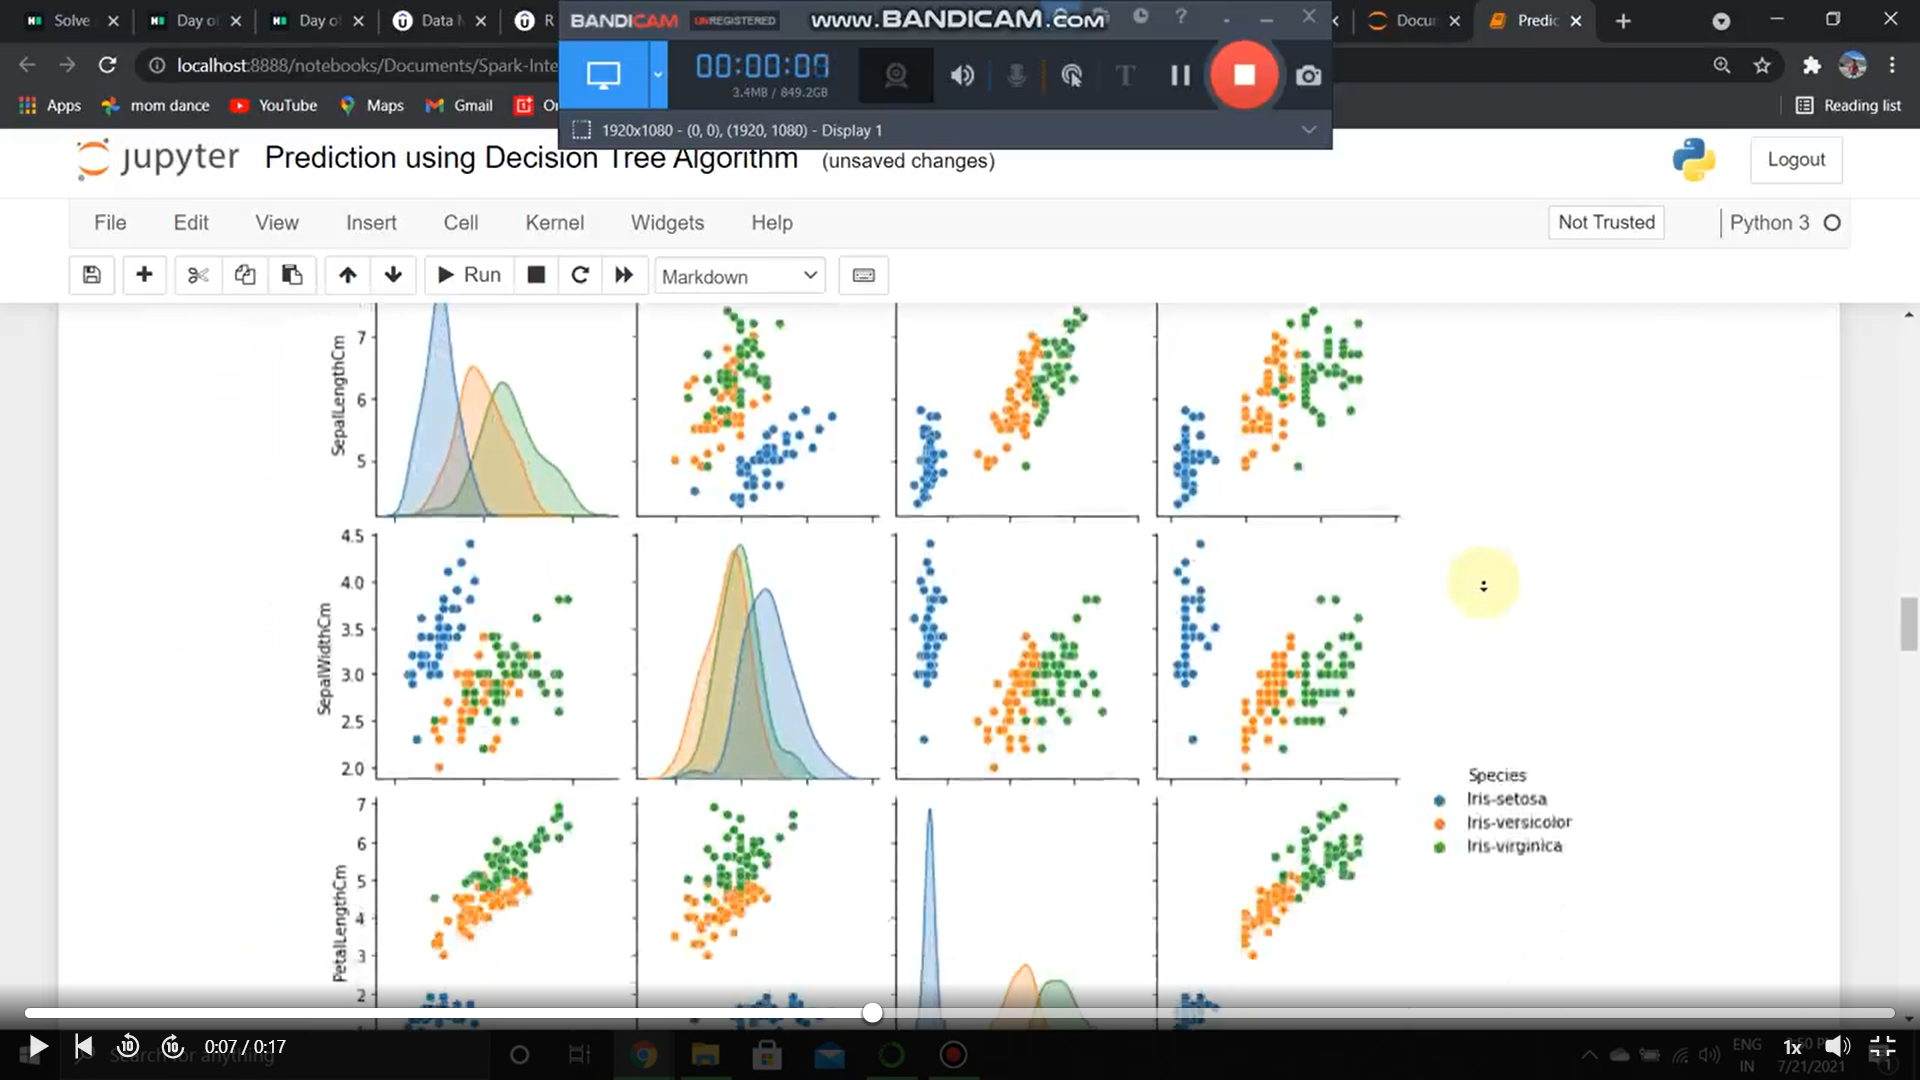 Solve
Day o
Day o
Data
R
BANDICAM UNREGISTERED www.BANDICAM.com
Docu
Predic
localhost:8888/notebooks/Documents/Spark-Inte
00:00:09
3.4MB / 849.2GB
T
Apps
mom dance
YouTube
Maps
Gmail
Reading list
1920x1080 - (0, 0), (1920, 1080) - Display 1
jupyter Prediction using Decision Tree Algorithm (unsaved changes)
Logout
File Edit View Insert Cell Kernel Widgets Help
Not Trusted
Python 3
Run
Markdown
SepalLengthCm
7
6
5
SepalWidthCm
4.5
4.0
3.5
3.0
2.5
2.0
Species
Iris-setosa
Iris-versicolor
Iris-virginica
PetalLengthCm
7
6
5
4
3
2
10
10
0:07 / 0:17
Search for anything
1x
ENG
IN
7/21/2021